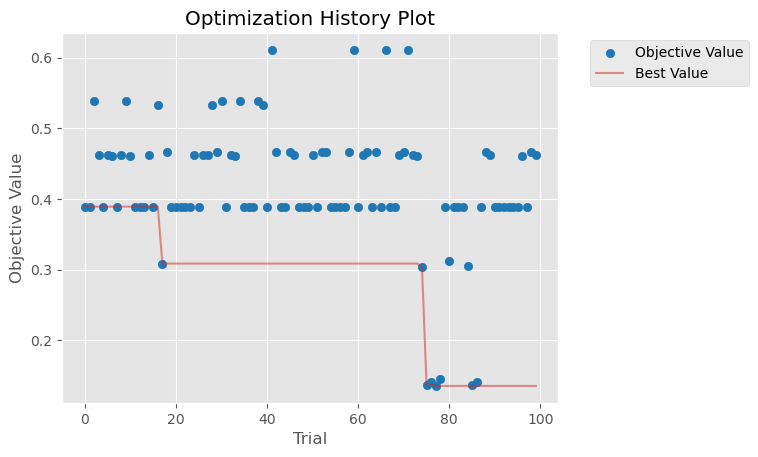 Optimization History Plot
Objective Value
Best Value
Objective Value
0.6
0.5
0.4
0.3
0.2
0
20
40
60
80
100
Trial